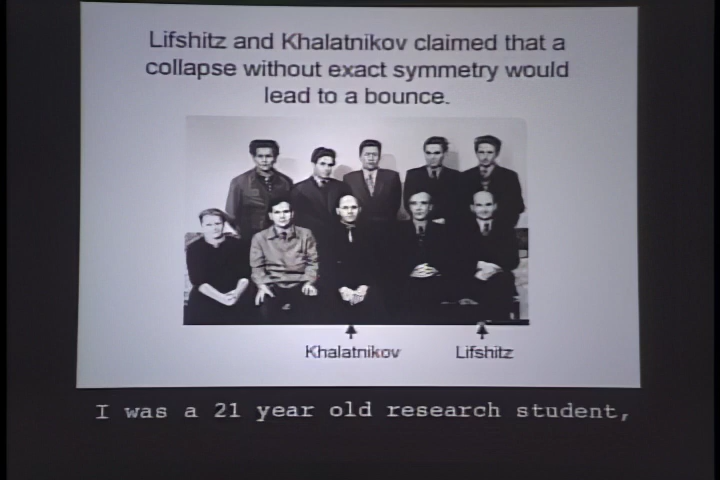 Lifshitz and Khalatnikov claimed that a
collapse without exact symmetry would
lead to a bounce.
Khalatnikov Lifshitz
I was a 21 year old research student,